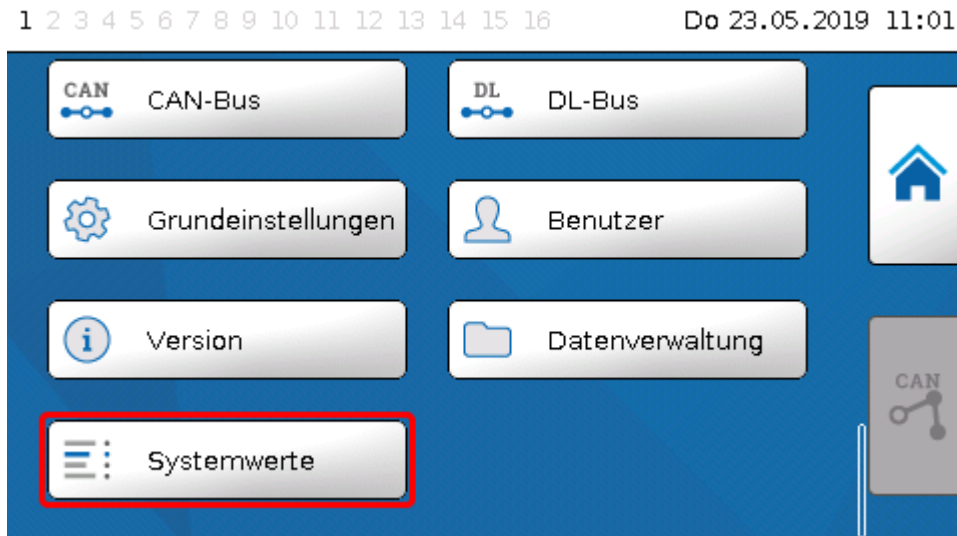 1 2 3 4 5 6 7 8 9 10 11 12 13 14 15 16 Do 23.05.2019 11:01
CAN CAN-Bus DL DL-Bus
Grundeinstellungen Benutzer
i Version Datenverwaltung
CAN
Systemwerte